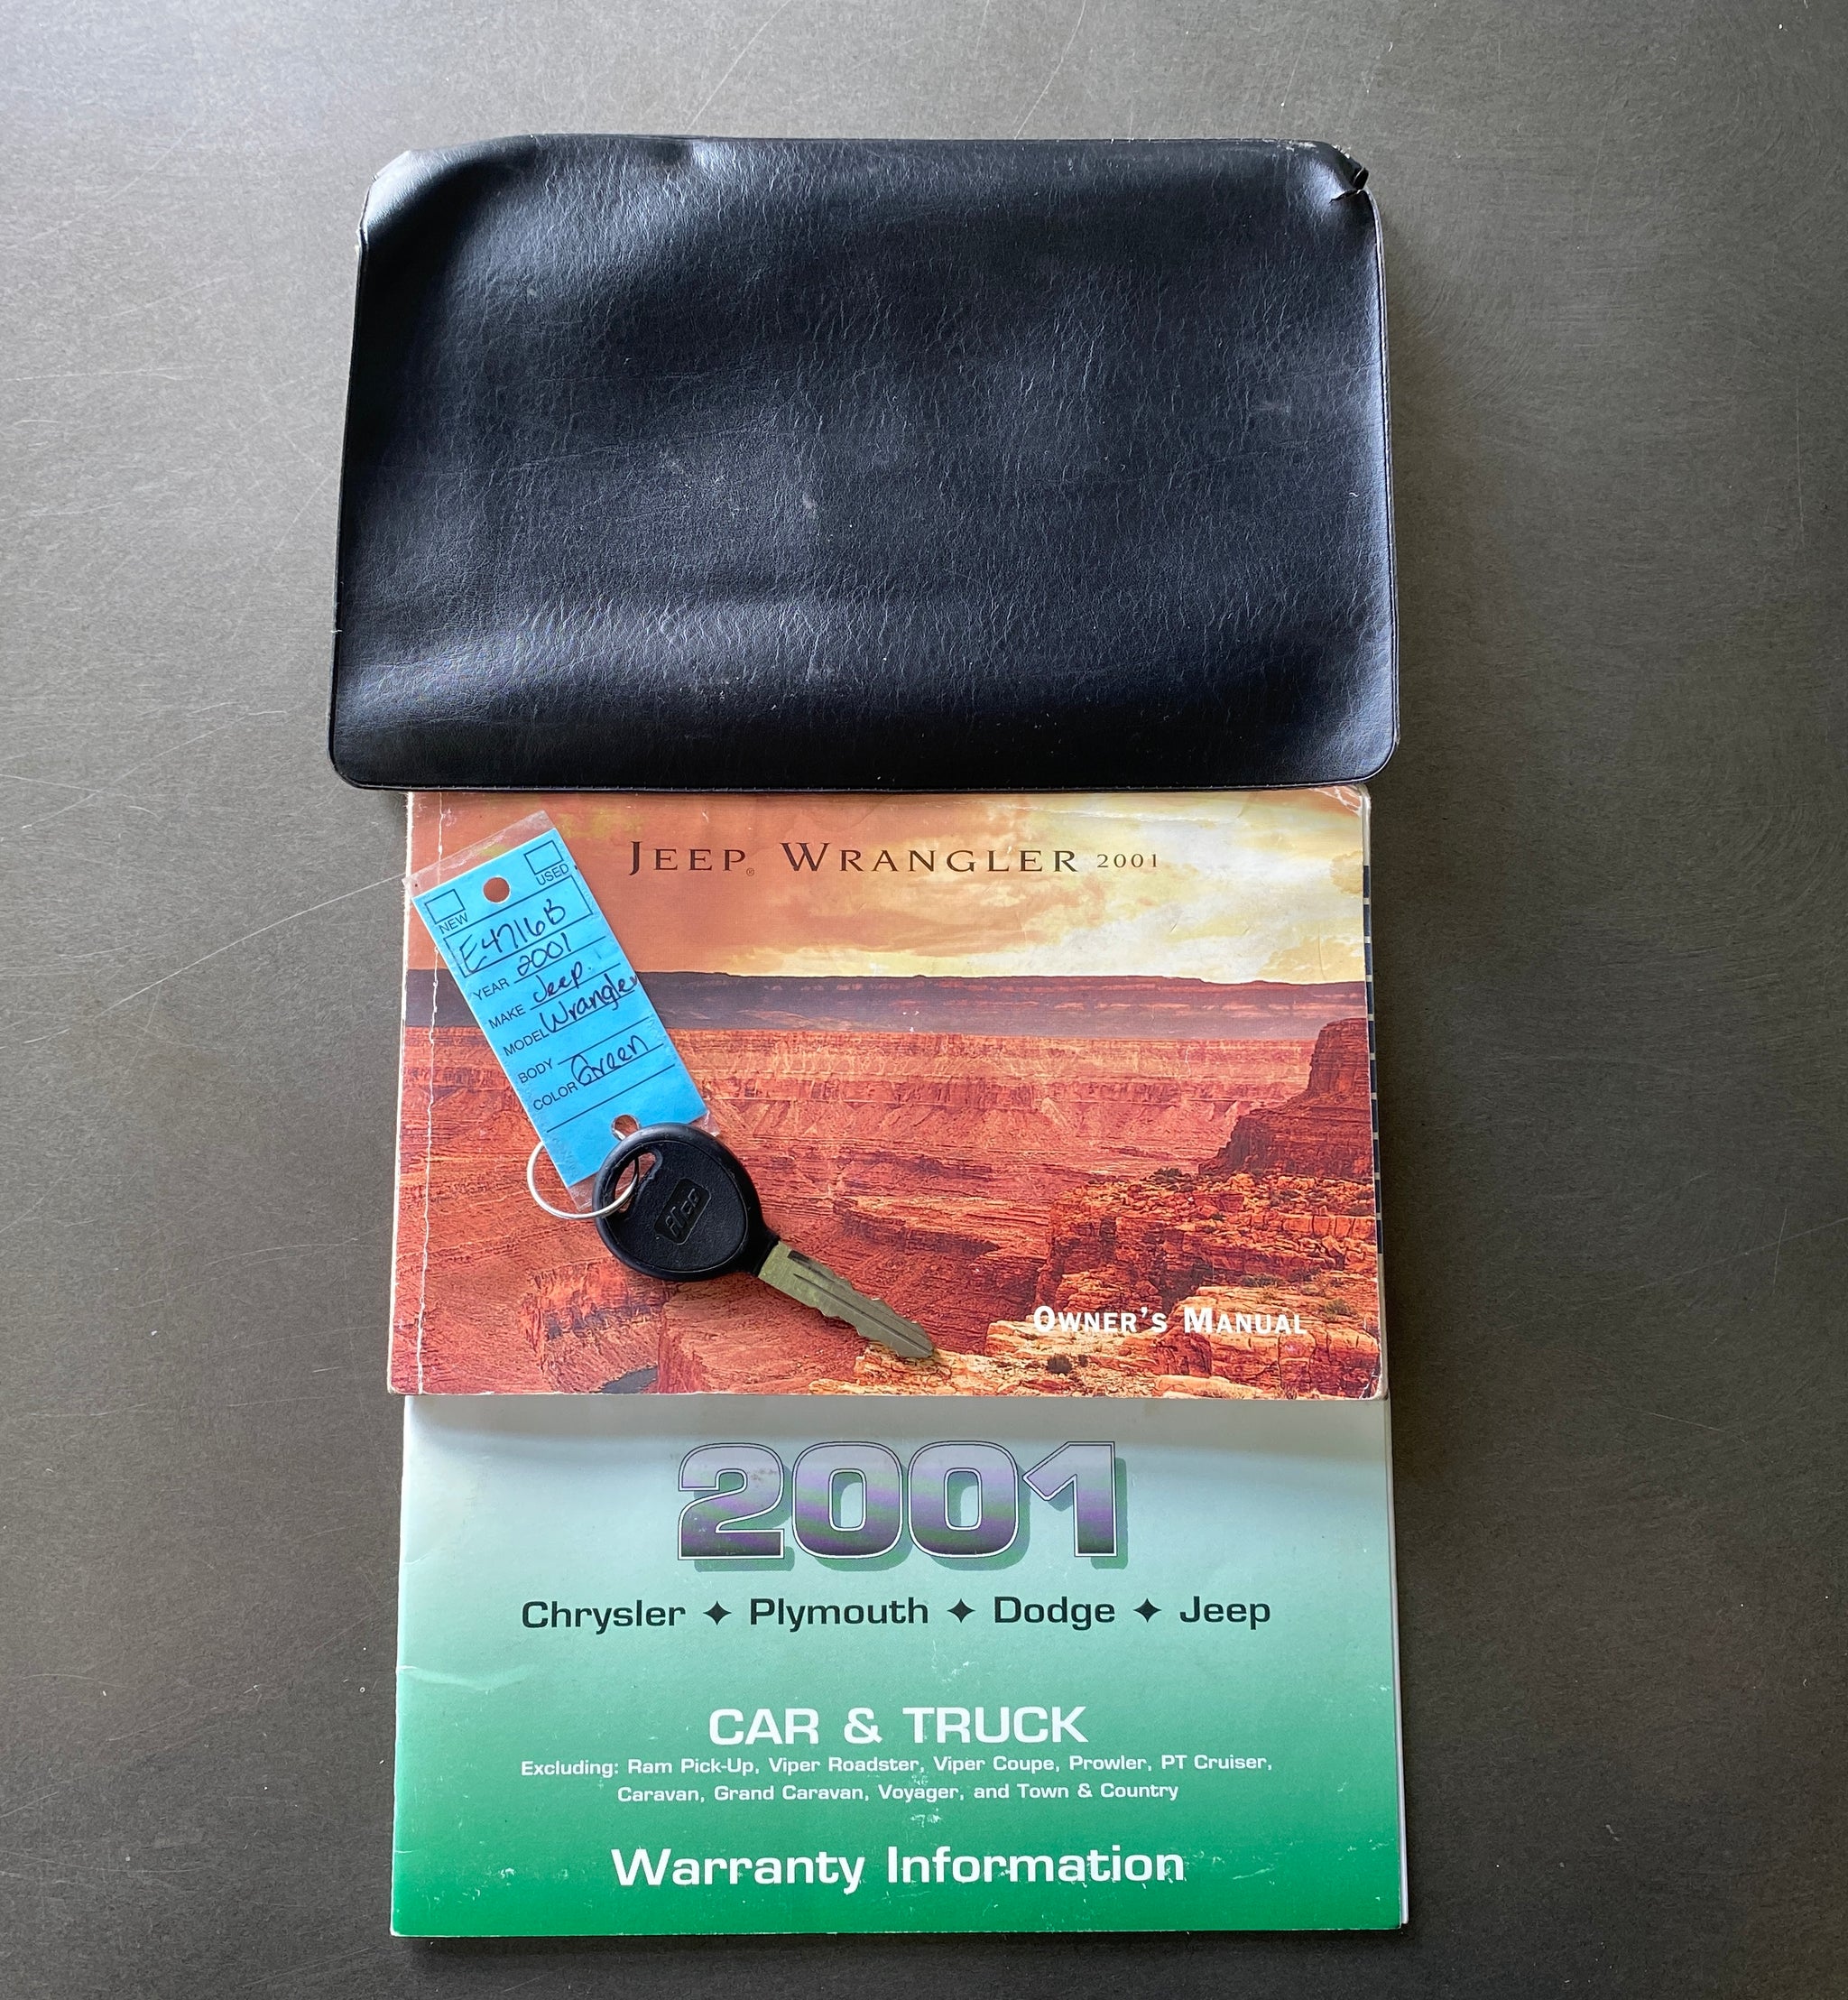 JEEP® WRANGLER 2001
NEW USED
E47116B
YEAR 2001
MAKE Jeep
MODEL Wrangler
BODY
COLOR Green
OWNER'S MANUAL
2001
Chrysler ✦ Plymouth ✦ Dodge ✦ Jeep
CAR & TRUCK
Excluding: Ram Pick-Up, Viper Roadster, Viper Coupe, Prowler, PT Cruiser,
Caravan, Grand Caravan, Voyager, and Town & Country
Warranty Information